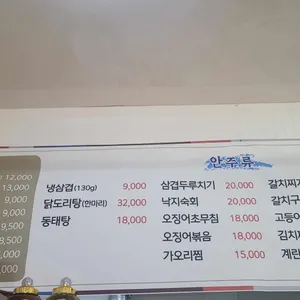 안주류
12,000
13,000
9,000
9,000
9,500
8,500
,000
,000
냉삼겹(130g) 9,000
닭도리탕(한마리) 32,000
동태탕 18,000
삼겹두루치기 20,000
낙지숙회 20,000
오징어초무침 18,000
오징어볶음 18,000
가오리찜 15,000
갈치찌
갈치구
고등어
김치찌
계란